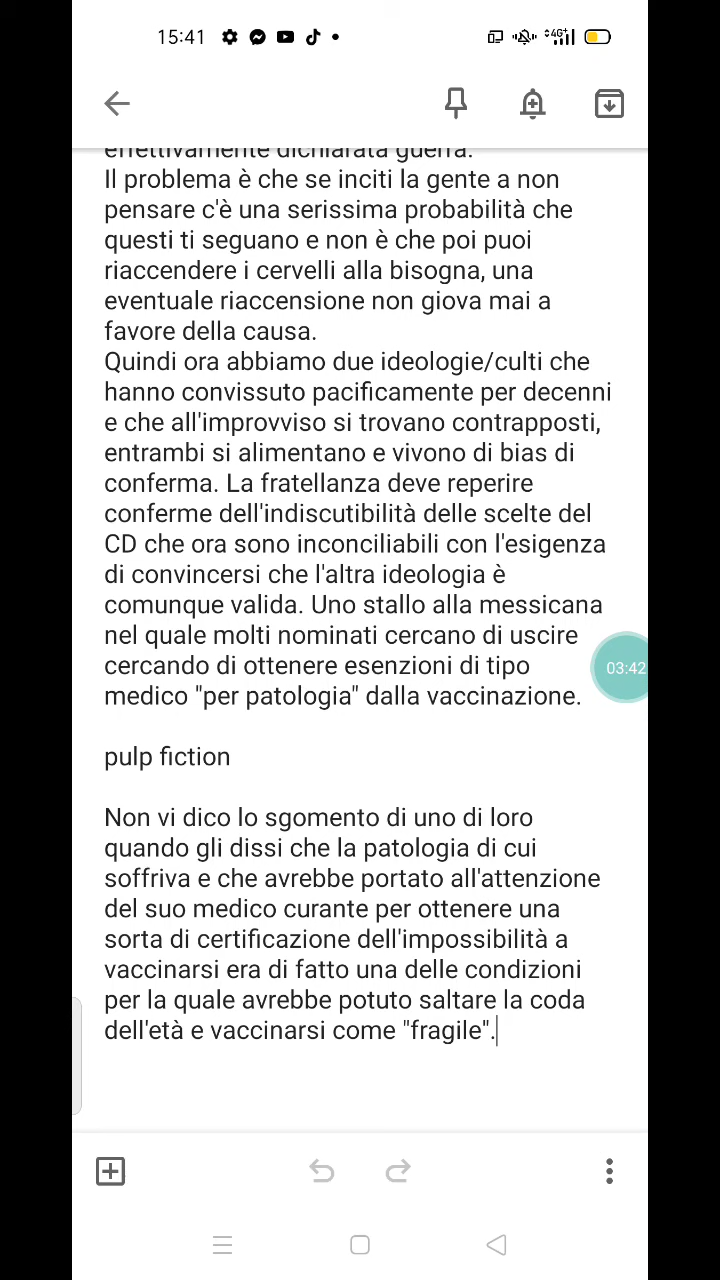 15:41
4G+
effettivamente dichiarata guerra.
Il problema è che se inciti la gente a non
pensare c'è una serissima probabilità che
questi ti seguano e non è che poi puoi
riaccendere i cervelli alla bisogna, una
eventuale riaccensione non giova mai a
favore della causa.
Quindi ora abbiamo due ideologie/culti che
hanno convissuto pacificamente per decenni
e che all'improvviso si trovano contrapposti,
entrambi si alimentano e vivono di bias di
conferma. La fratellanza deve reperire
conferme dell'indiscutibilità delle scelte del
CD che ora sono inconciliabili con l'esigenza
di convincersi che l'altra ideologia è
comunque valida. Uno stallo alla messicana
nel quale molti nominati cercano di uscire
cercando di ottenere esenzioni di tipo
03:42
medico "per patologia" dalla vaccinazione.
pulp fiction
Non vi dico lo sgomento di uno di loro
quando gli dissi che la patologia di cui
soffriva e che avrebbe portato all'attenzione
del suo medico curante per ottenere una
sorta di certificazione dell'impossibilità a
vaccinarsi era di fatto una delle condizioni
per la quale avrebbe potuto saltare la coda
dell'età e vaccinarsi come "fragile".